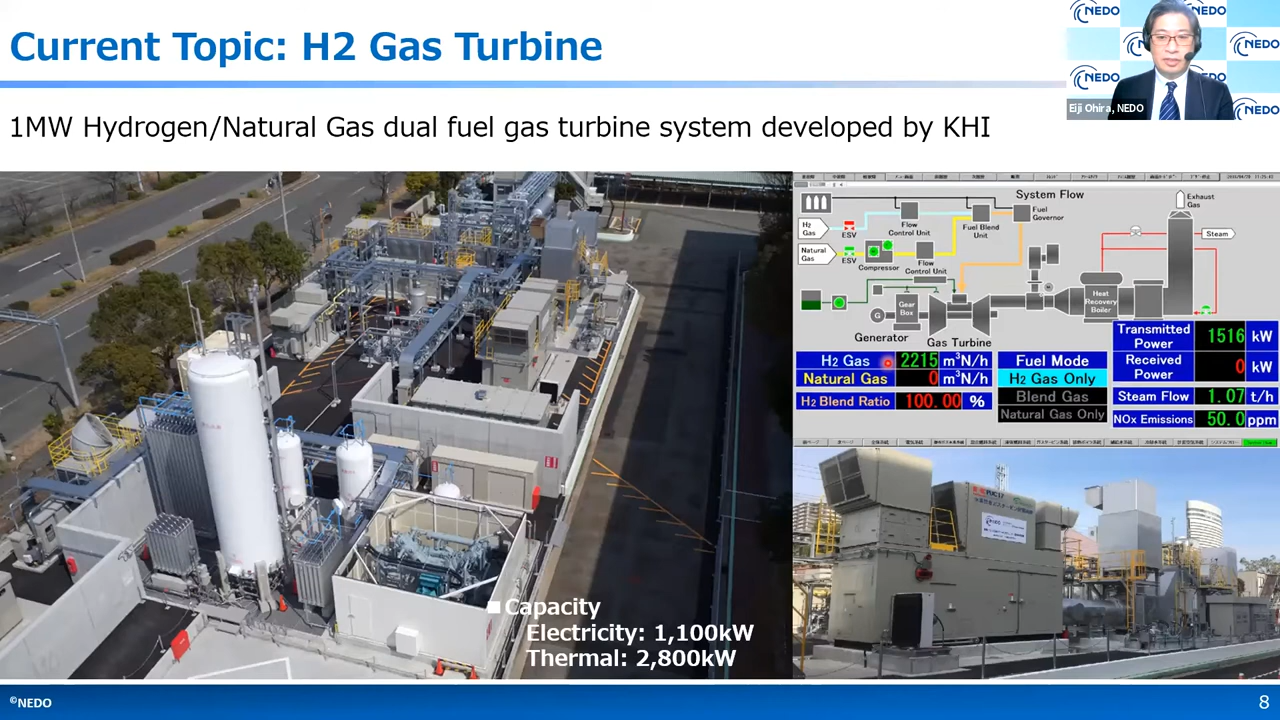 Current Topic: H2 Gas Turbine
NEDO
NEDO
NEDO
NEDO
NEDO
NEDO
Eiji Ohira, NEDO
1MW Hydrogen/Natural Gas dual fuel gas turbine system developed by KHI
System Flow
Exhaust
Gas
H2
Gas
ESV
Flow
Control Unit
Fuel Blend
Unit
Fuel
Governor
Steam
Natural
Gas
ESV
Compressor
Flow
Control Unit
G
Gear
Box
M
Heat
Recovery
Boiler
Generator
Gas Turbine
H2 Gas 2215 m³N/h
Natural Gas 0 m³N/h
H2 Blend Ratio 100.00 %
Fuel Mode
H2 Gas Only
Blend Gas
Natural Gas Only
Transmitted
Power 1516 kW
Received
Power 0 kW
Steam Flow 1.07 t/h
NOx Emissions 50.0 ppm
■Capacity
Electricity: 1,100kW
Thermal: 2,800kW
©NEDO
8